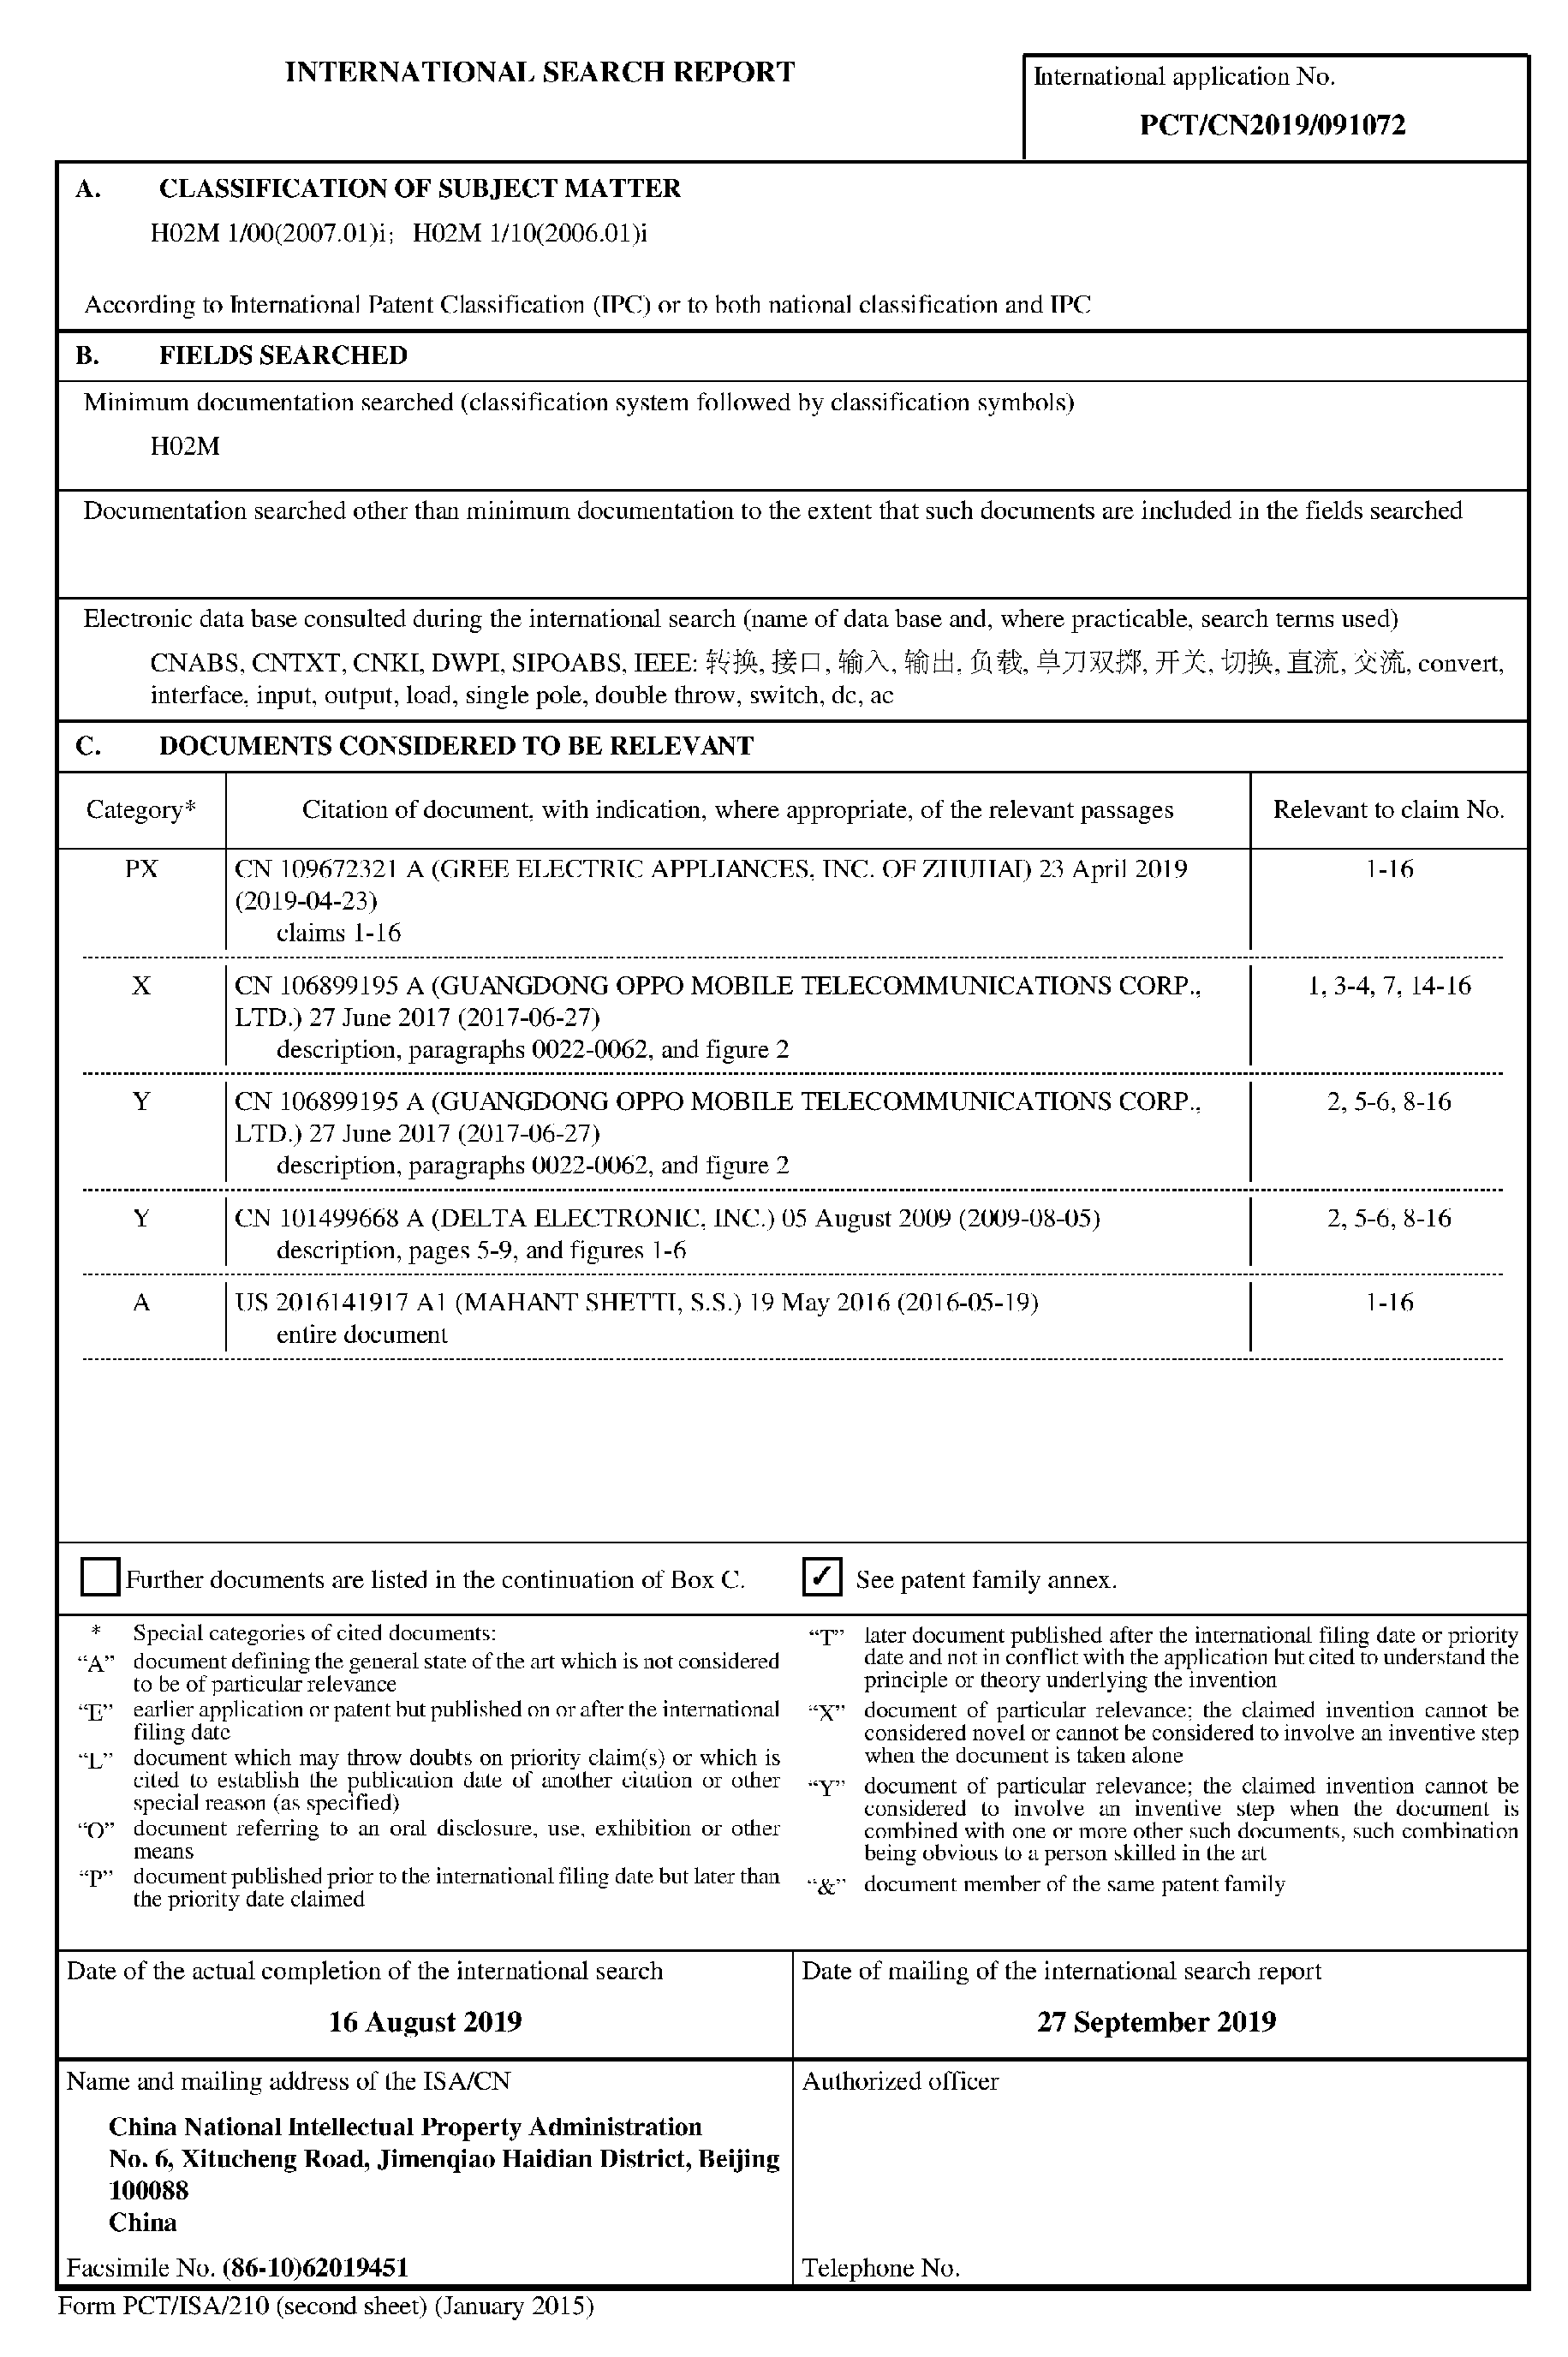 INTERNATIONAL SEARCH REPORT
International application No.
PCT/CN2019/091072
A. CLASSIFICATION OF SUBJECT MATTER
H02M 1/00(2007.01)i; H02M 1/10(2006.01)i
According to International Patent Classification (IPC) or to both national classification and IPC
B. FIELDS SEARCHED
Minimum documentation searched (classification system followed by classification symbols)
H02M
Documentation searched other than minimum documentation to the extent that such documents are included in the fields searched
Electronic data base consulted during the international search (name of data base and, where practicable, search terms used)
CNABS, CNTXT, CNKI, DWPI, SIPOABS, IEEE: 转换, 接口, 输入, 输出, 负载, 单刀双掷, 开关, 切换, 直流, 交流, convert,
interface, input, output, load, single pole, double throw, switch, dc, ac
C. DOCUMENTS CONSIDERED TO BE RELEVANT
Category* Citation of document, with indication, where appropriate, of the relevant passages Relevant to claim No.
PX CN 109672321 A (GREE ELECTRIC APPLIANCES, INC. OF ZHUHAI) 23 April 2019 1-16
(2019-04-23)
claims 1-16
X CN 106899195 A (GUANGDONG OPPO MOBILE TELECOMMUNICATIONS CORP., 1, 3-4, 7, 14-16
LTD.) 27 June 2017 (2017-06-27)
description, paragraphs 0022-0062, and figure 2
Y CN 106899195 A (GUANGDONG OPPO MOBILE TELECOMMUNICATIONS CORP., 2, 5-6, 8-16
LTD.) 27 June 2017 (2017-06-27)
description, paragraphs 0022-0062, and figure 2
Y CN 101499668 A (DELTA ELECTRONIC, INC.) 05 August 2009 (2009-08-05) 2, 5-6, 8-16
description, pages 5-9, and figures 1-6
A US 2016141917 A1 (MAHANT SHETTI, S.S.) 19 May 2016 (2016-05-19) 1-16
entire document
Further documents are listed in the continuation of Box C. ✓ See patent family annex.
* Special categories of cited documents:
“A” document defining the general state of the art which is not considered
to be of particular relevance
“E” earlier application or patent but published on or after the international
filing date
“L” document which may throw doubts on priority claim(s) or which is
cited to establish the publication date of another citation or other
special reason (as specified)
“O” document referring to an oral disclosure, use, exhibition or other
means
“P” document published prior to the international filing date but later than
the priority date claimed
“T” later document published after the international filing date or priority
date and not in conflict with the application but cited to understand the
principle or theory underlying the invention
“X” document of particular relevance; the claimed invention cannot be
considered novel or cannot be considered to involve an inventive step
when the document is taken alone
“Y” document of particular relevance; the claimed invention cannot be
considered to involve an inventive step when the document is
combined with one or more other such documents, such combination
being obvious to a person skilled in the art
“&” document member of the same patent family
Date of the actual completion of the international search
16 August 2019
Date of mailing of the international search report
27 September 2019
Name and mailing address of the ISA/CN
China National Intellectual Property Administration
No. 6, Xitucheng Road, Jimenqiao Haidian District, Beijing
100088
China
Facsimile No. (86-10)62019451
Authorized officer
Telephone No.
Form PCT/ISA/210 (second sheet) (January 2015)